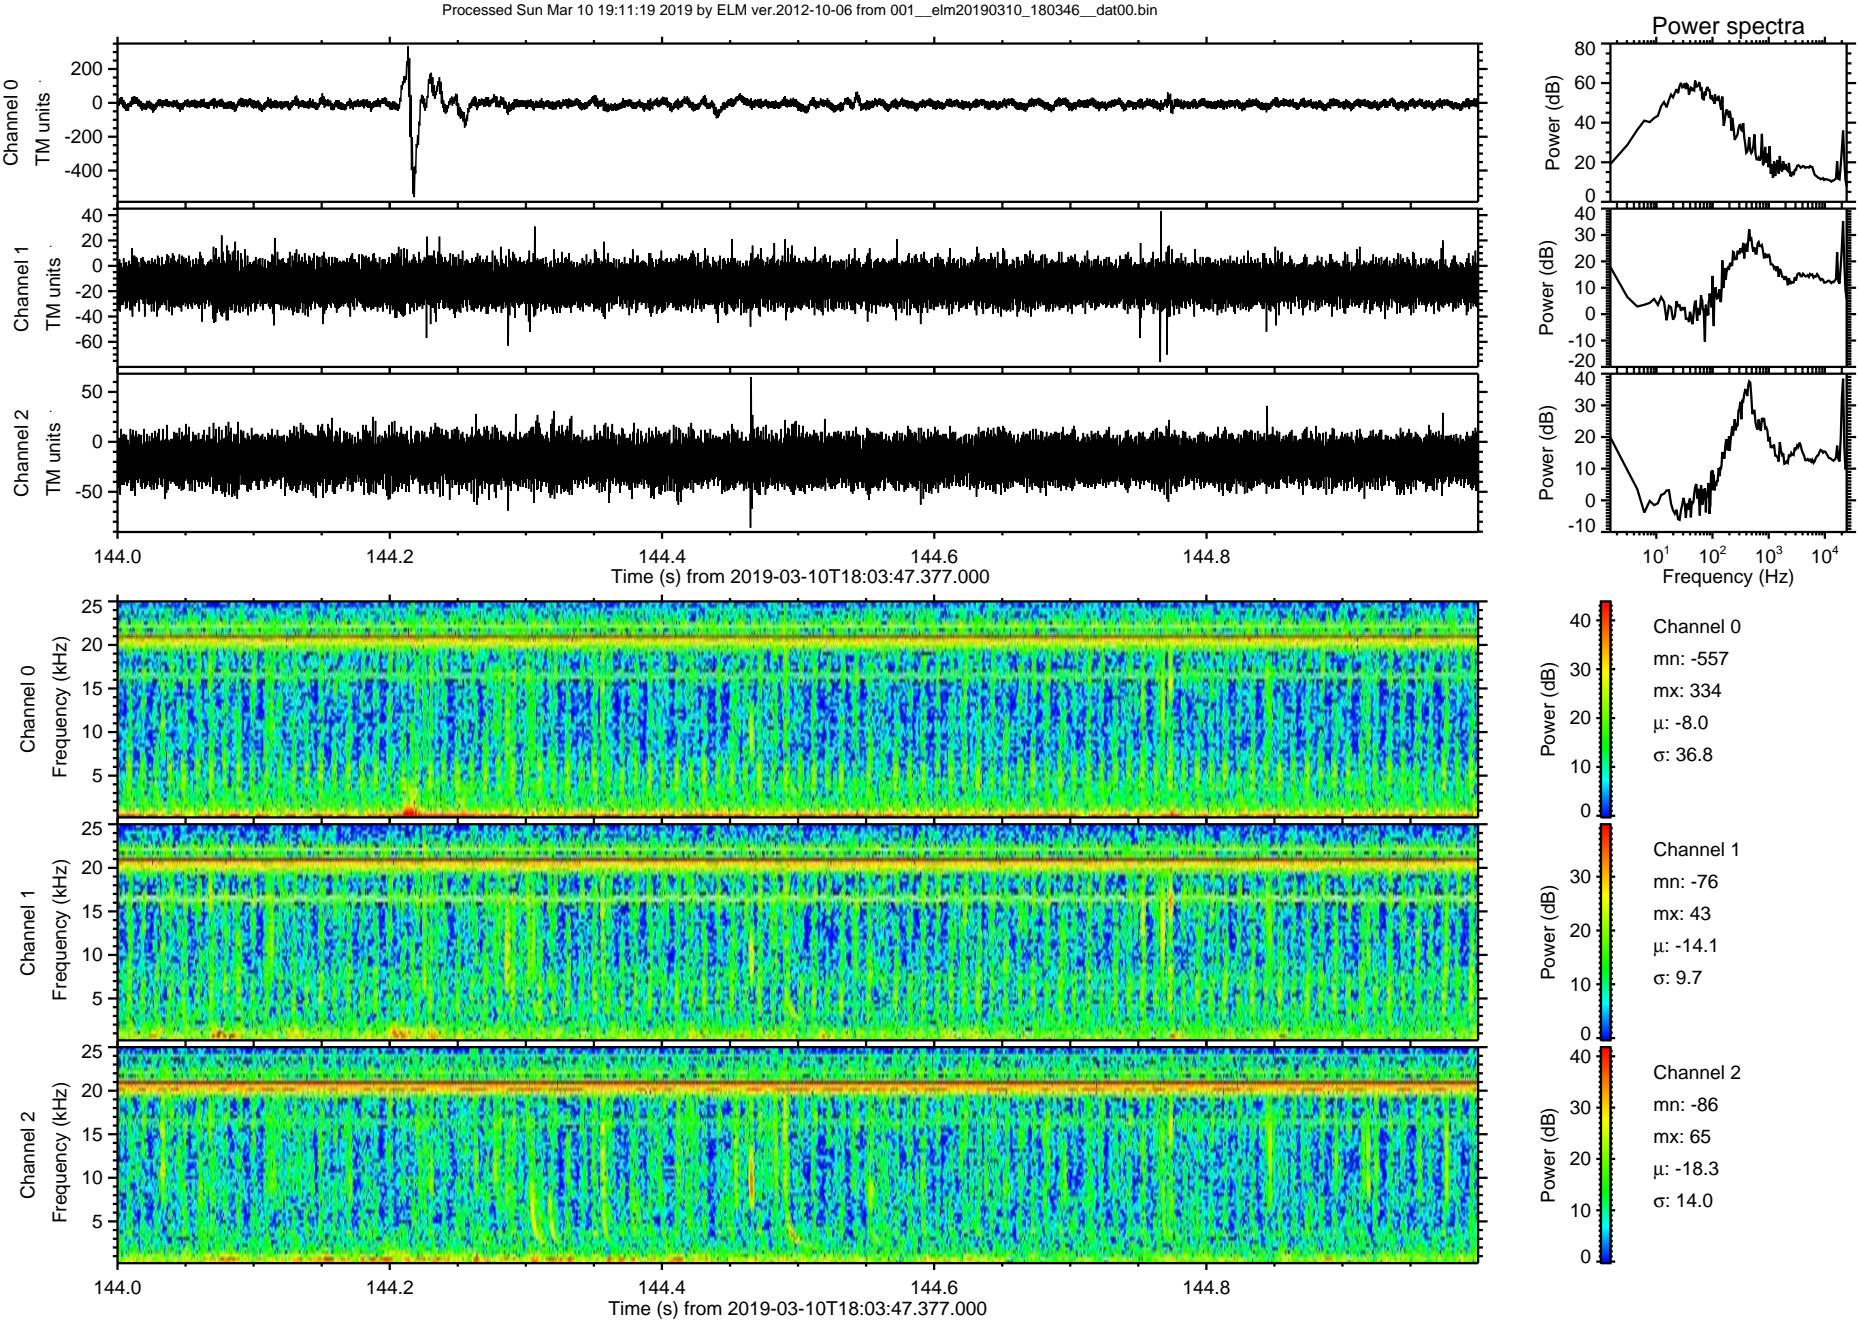 Processed Sun Mar 10 19:11:19 2019 by ELM ver.2012-10-06 from 001__elm20190310_180346__dat00.bin
Power spectra
Channel 0
TM units
200
0
-200
-400
Power (dB)
80
60
40
20
0
Channel 1
TM units
40
20
0
-20
-40
-60
Power (dB)
40
30
20
10
0
-10
-20
Channel 2
TM units
50
0
-50
Power (dB)
40
30
20
10
0
-10
144.0 144.2 144.4 144.6 144.8
Time (s) from 2019-03-10T18:03:47.377.000
10¹ 10² 10³ 10⁴
Frequency (Hz)
Channel 0
Frequency (kHz)
25
20
15
10
5
Power (dB)
40
30
20
10
0
Channel 0
mn: -557
mx: 334
μ: -8.0
σ: 36.8
Channel 1
Frequency (kHz)
25
20
15
10
5
Power (dB)
30
20
10
0
Channel 1
mn: -76
mx: 43
μ: -14.1
σ: 9.7
Channel 2
Frequency (kHz)
25
20
15
10
5
Power (dB)
40
30
20
10
0
Channel 2
mn: -86
mx: 65
μ: -18.3
σ: 14.0
144.0 144.2 144.4 144.6 144.8
Time (s) from 2019-03-10T18:03:47.377.000